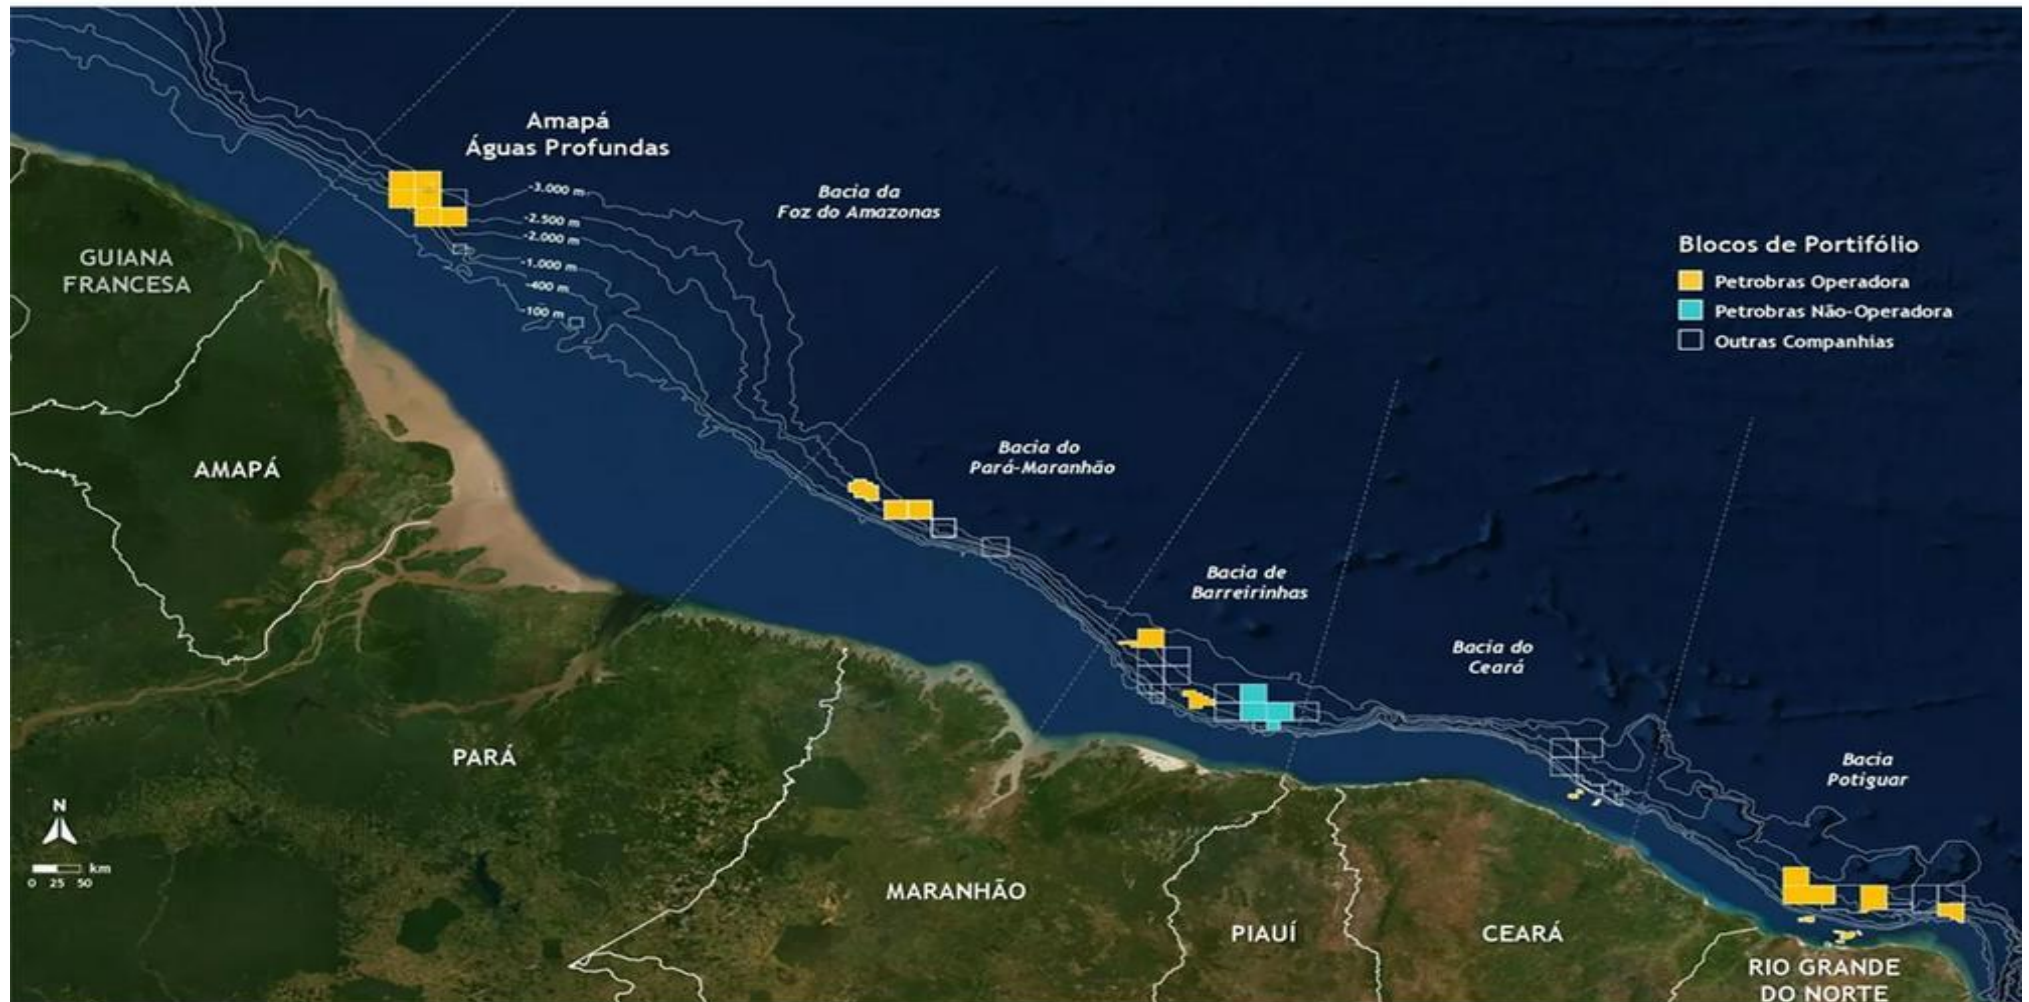 Amapá
Águas Profundas
-3.000 m
-2.500 m
-2.000 m
-1.000 m
-400 m
-100 m
Bacia da
Foz do Amazonas
GUIANA
FRANCESA
Blocos de Portifólio
Petrobras Operadora
Petrobras Não-Operadora
Outras Companhias
AMAPÁ
Bacia do
Pará-Maranhão
Bacia de
Barreirinhas
Bacia do
Ceará
Bacia
Potiguar
PARÁ
N
km
0 25 50
MARANHÃO
PIAUÍ
CEARÁ
RIO GRANDE
DO NORTE